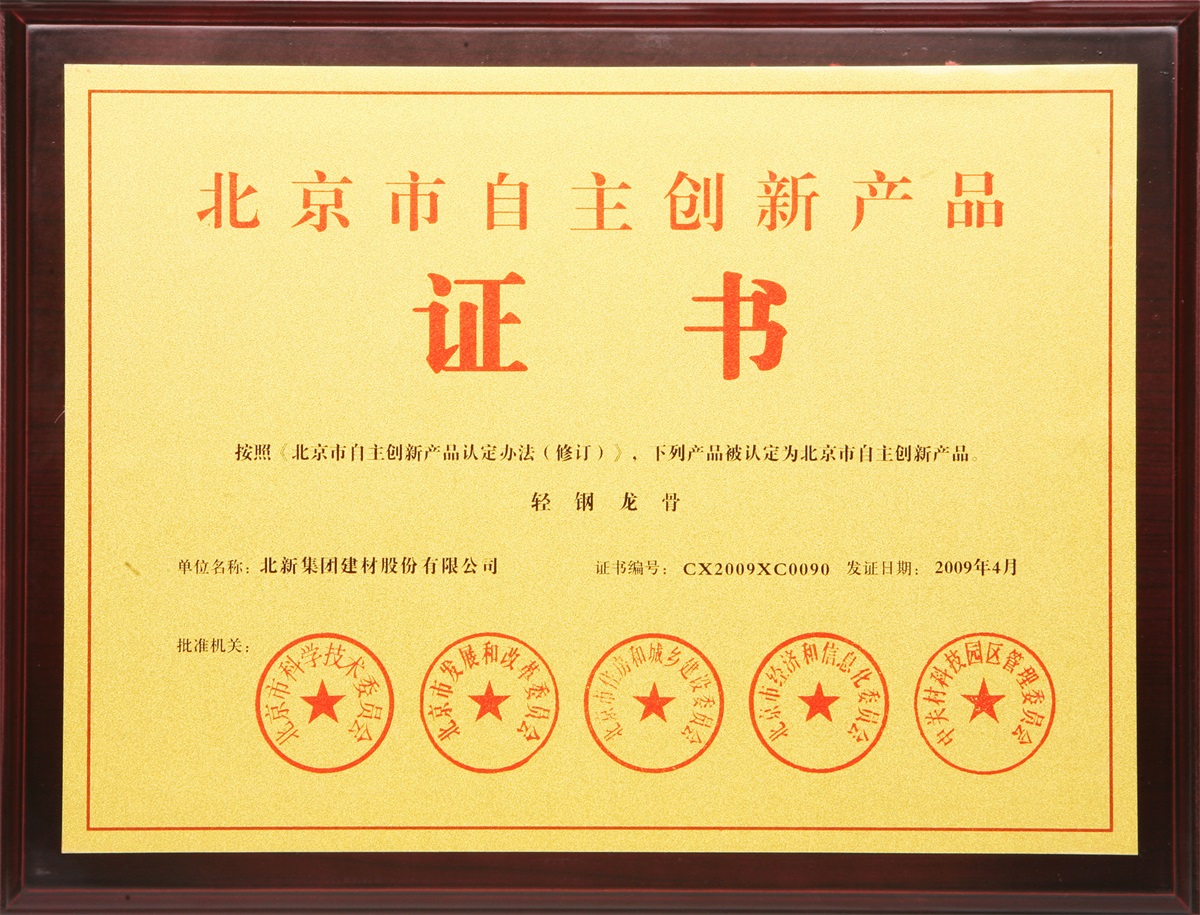 北京市自主创新产品
证书
按照《北京市自主创新产品认定办法（修订）》，下列产品被认定为北京市自主创新产品。
轻钢龙骨
单位名称：北新集团建材股份有限公司 证书编号：CX2009XC0090 发证日期：2009年4月
批准机关：
北京市科学技术委员会
北京市发展和改革委员会
北京市住房和城乡建设委员会
北京市经济和信息化委员会
中关村科技园区管理委员会